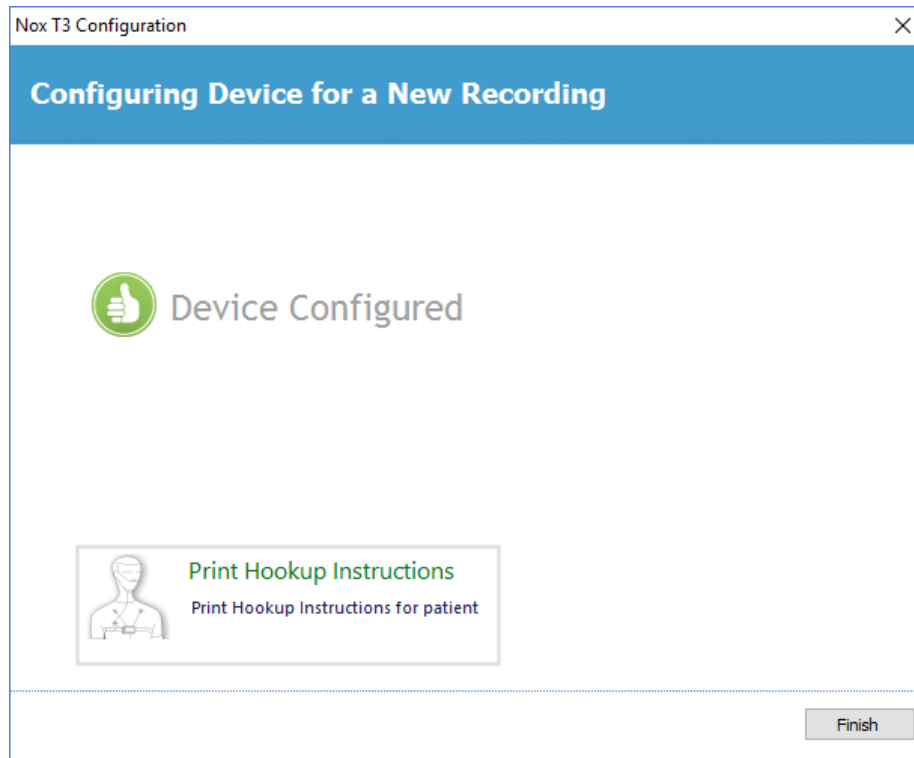 Nox T3 Configuration
Configuring Device for a New Recording
Device Configured
Print Hookup Instructions
Print Hookup Instructions for patient
Finish